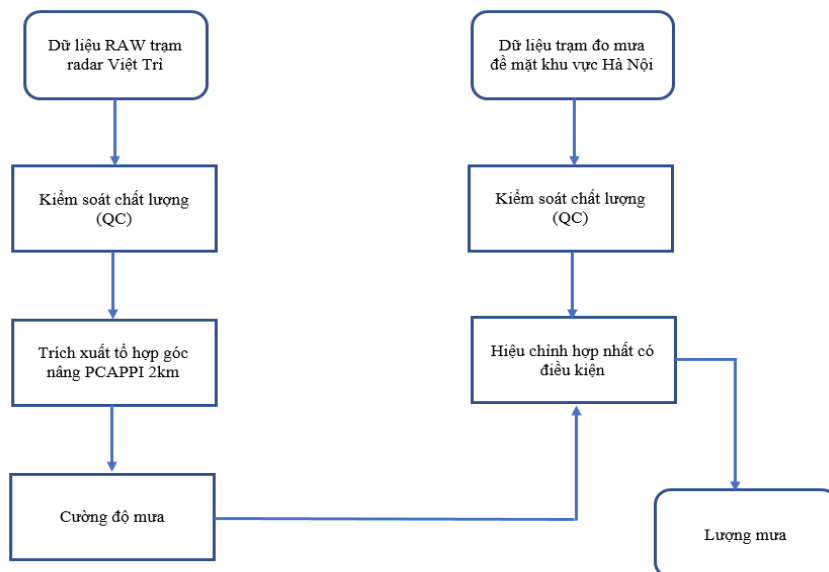 Dữ liệu RAW trạm
radar Việt Trì
Kiểm soát chất lượng
(QC)
Trích xuất tổ hợp góc
nâng PCAPPI 2km
Cường độ mưa
Dữ liệu trạm đo mưa
đề mặt khu vực Hà Nội
Kiểm soát chất lượng
(QC)
Hiệu chỉnh hợp nhất có
điều kiện
Lượng mưa